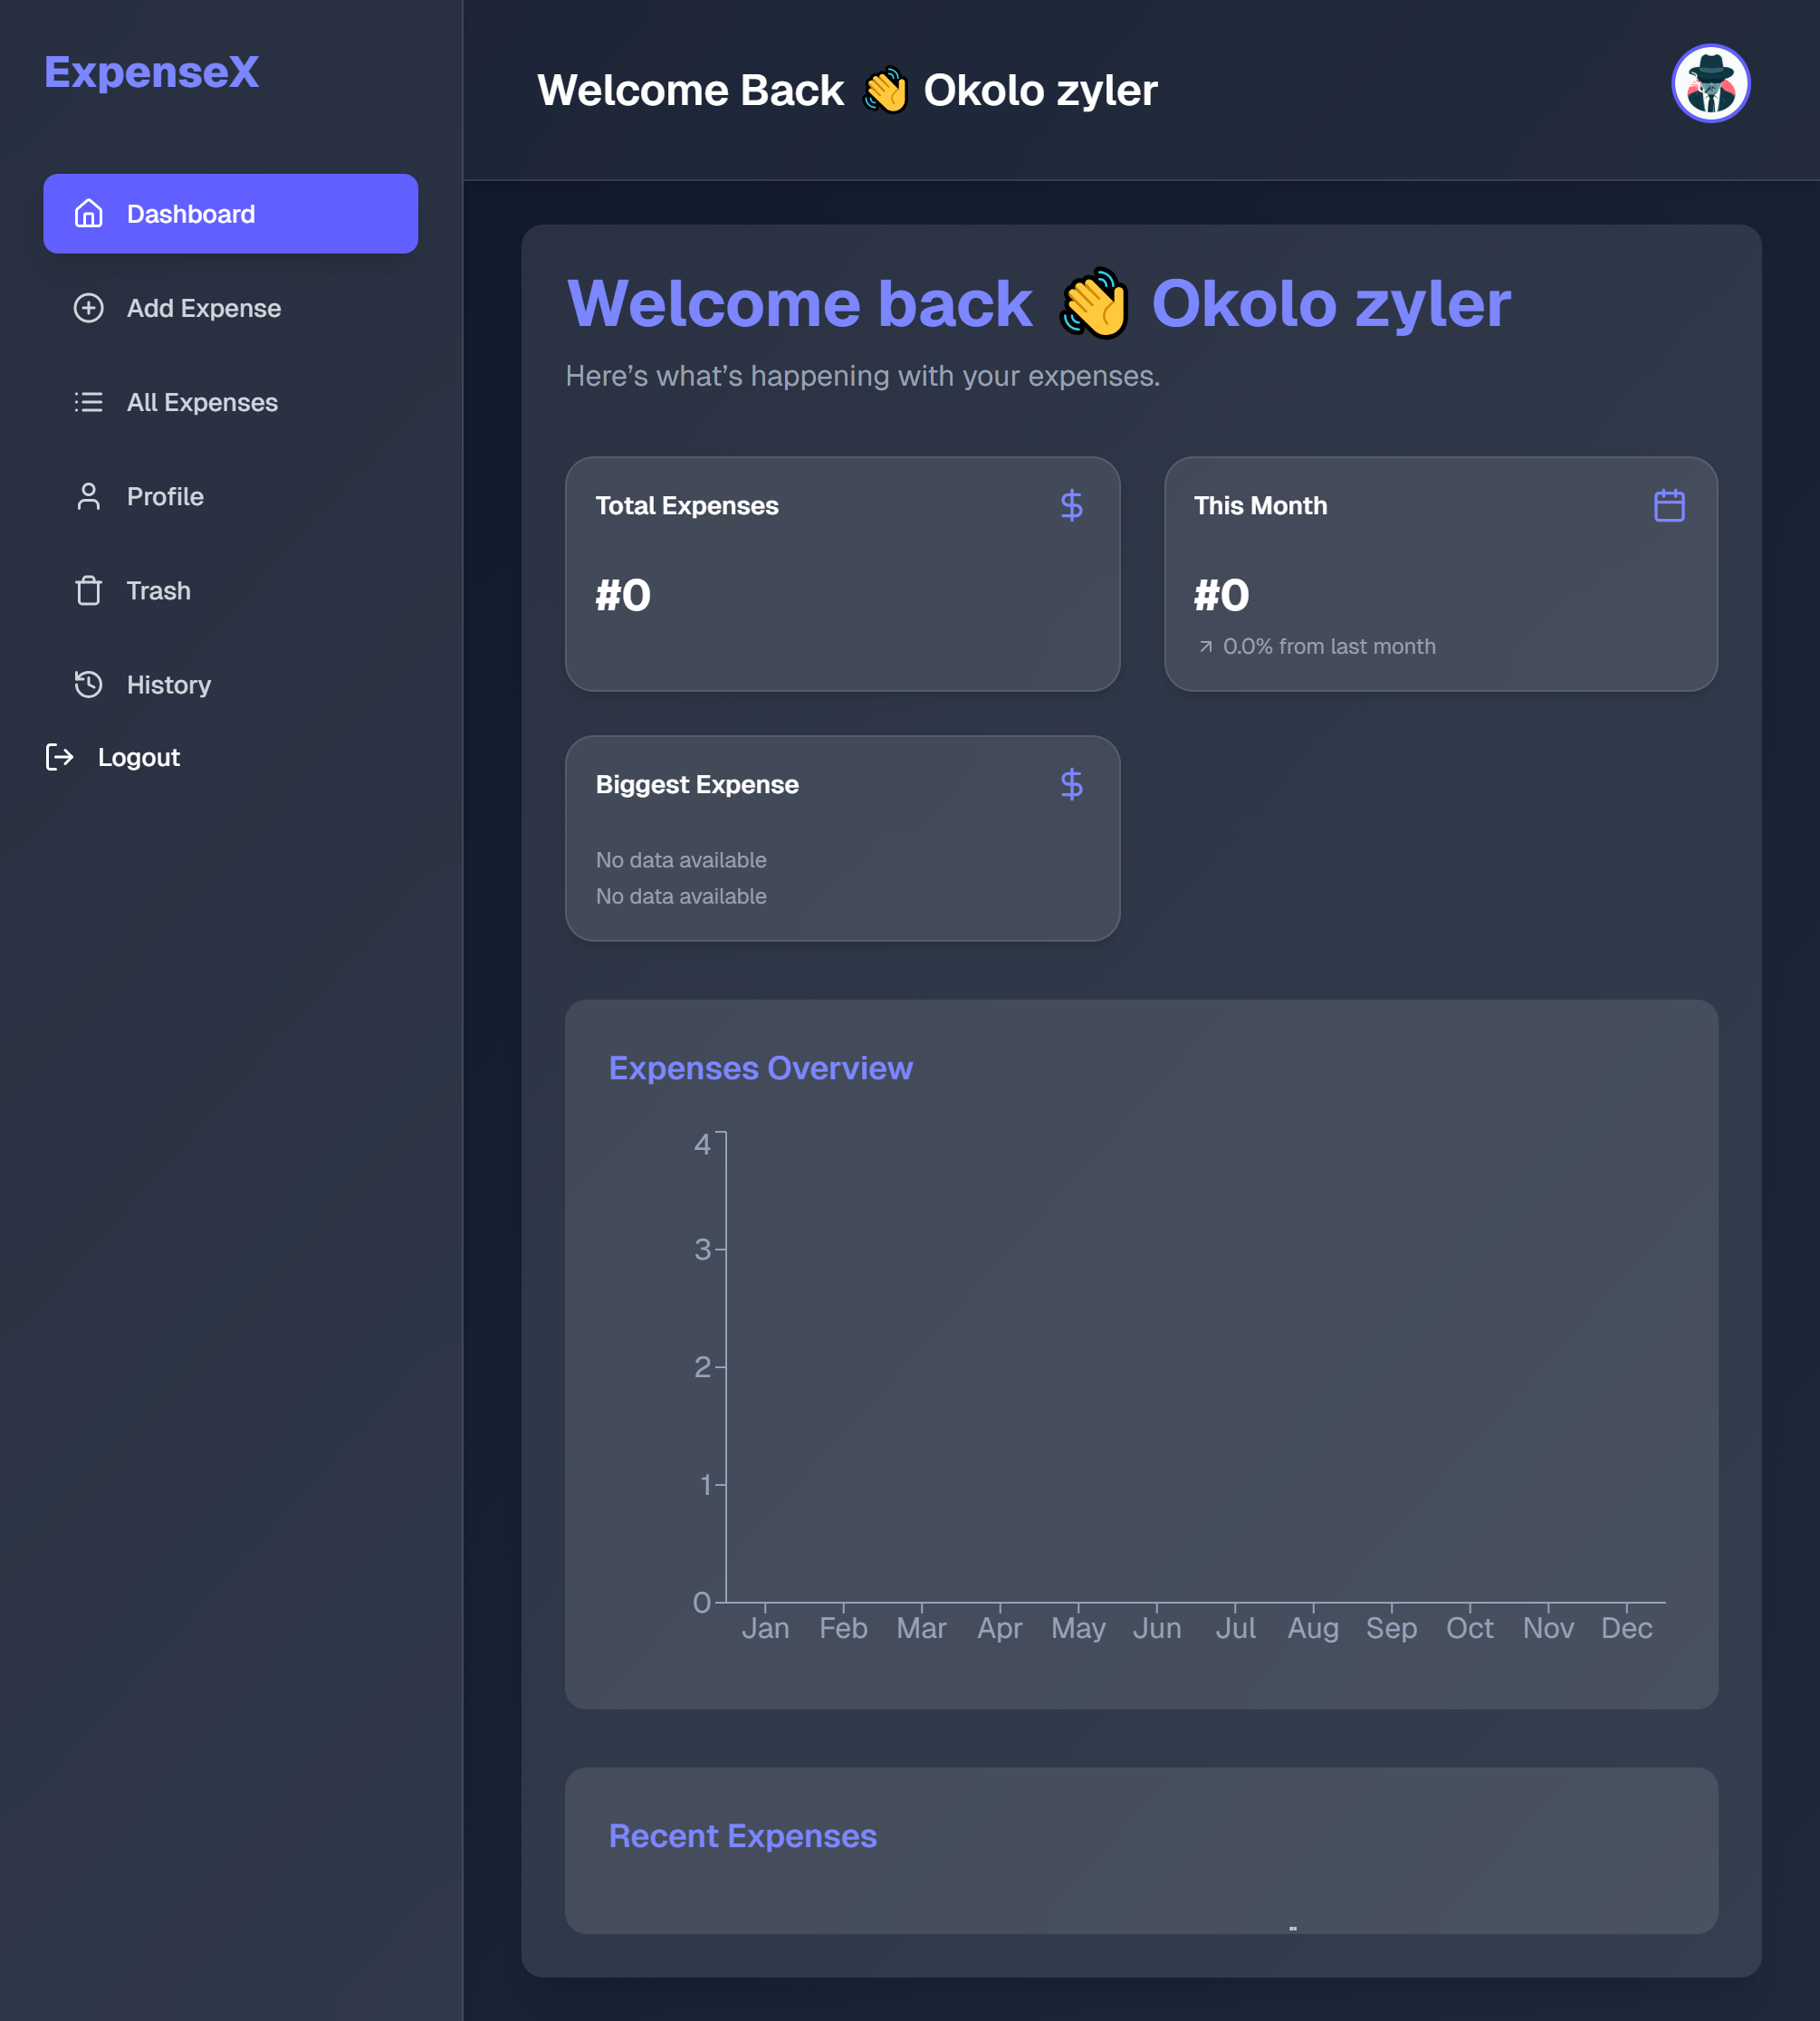 ExpenseX
Dashboard
Add Expense
All Expenses
Profile
Trash
History
Logout
Welcome Back 👋 Okolo zyler
Welcome back 👋 Okolo zyler
Here’s what’s happening with your expenses.
Total Expenses
#0
This Month
#0
0.0% from last month
Biggest Expense
No data available
No data available
Expenses Overview
4
3
2
1
0
Jan Feb Mar Apr May Jun Jul Aug Sep Oct Nov Dec
Recent Expenses